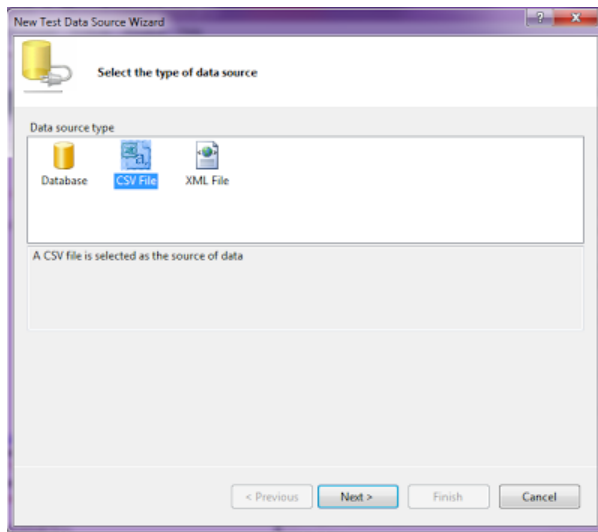 New Test Data Source Wizard
Select the type of data source
Data source type
Database CSV File XML File
A CSV file is selected as the source of data
< Previous Next > Finish Cancel